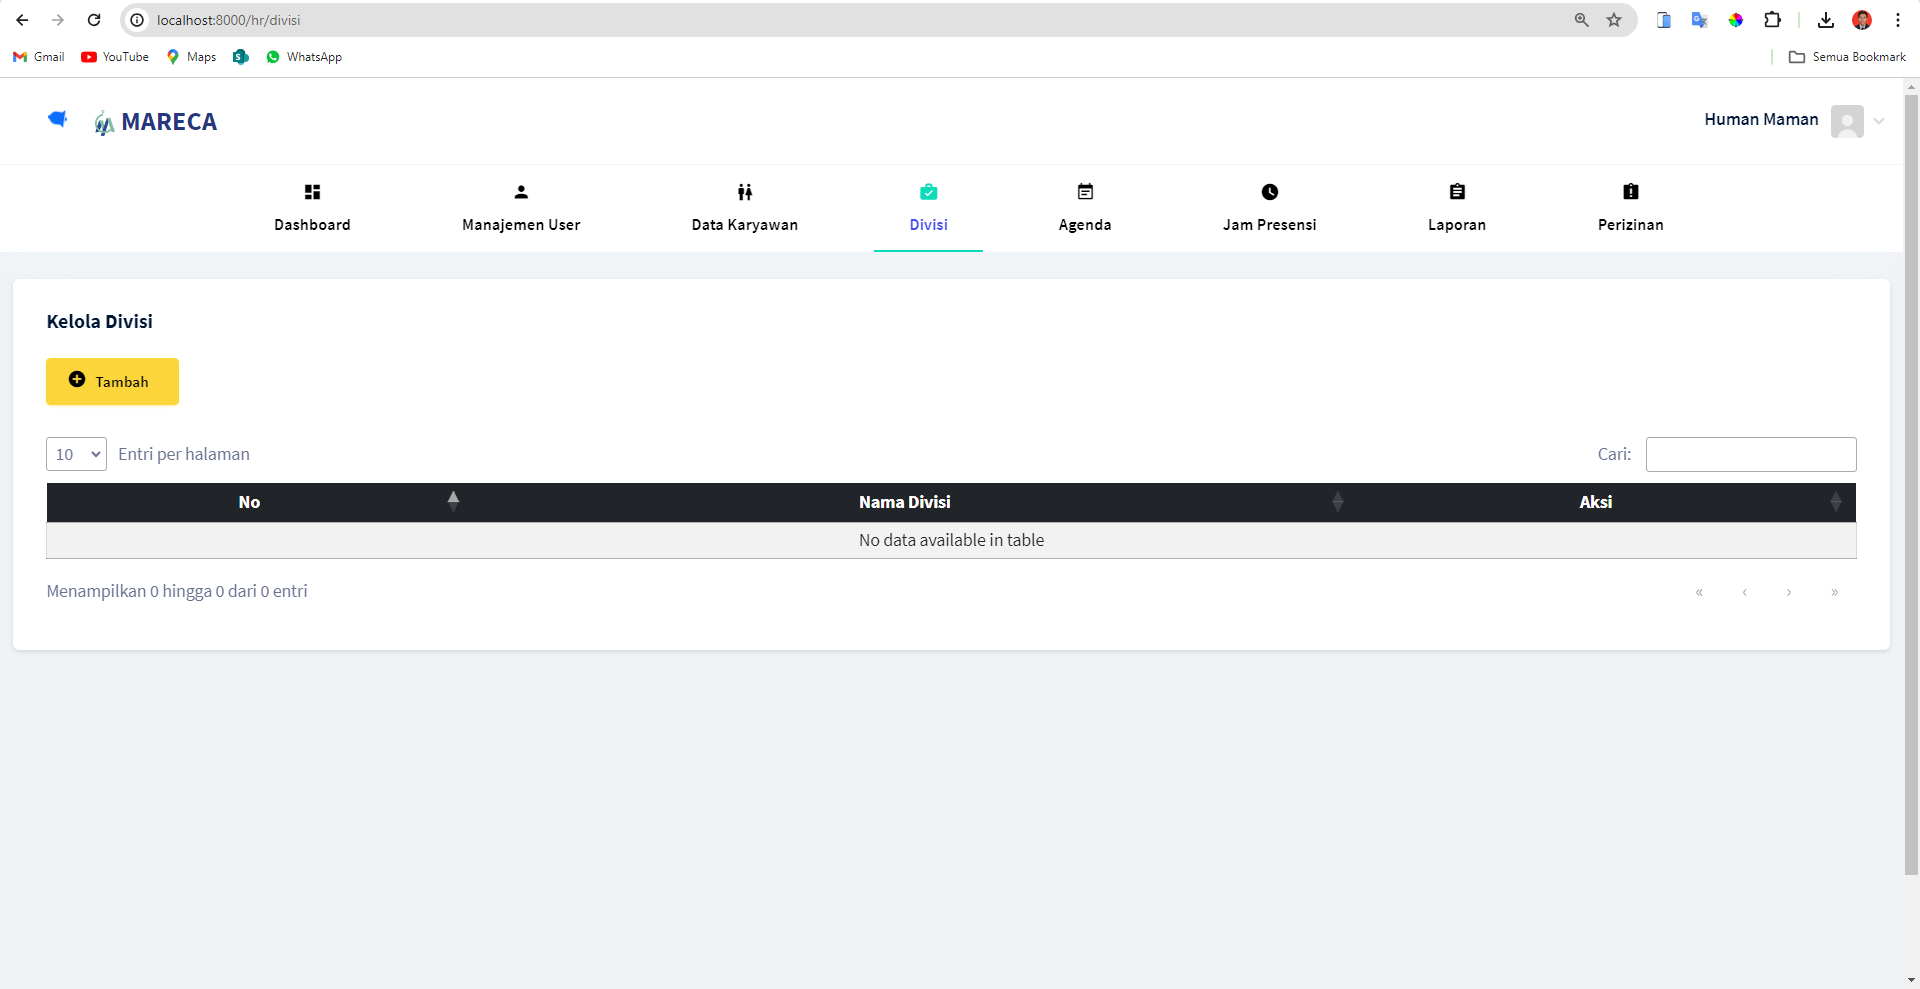 localhost:8000/hr/divisi
Gmail YouTube Maps WhatsApp Semua Bookmark
MARECA Human Maman
Dashboard Manajemen User Data Karyawan Divisi Agenda Jam Presensi Laporan Perizinan
Kelola Divisi
Tambah
10 Entri per halaman Cari:
No Nama Divisi Aksi
No data available in table
Menampilkan 0 hingga 0 dari 0 entri « ‹ › »